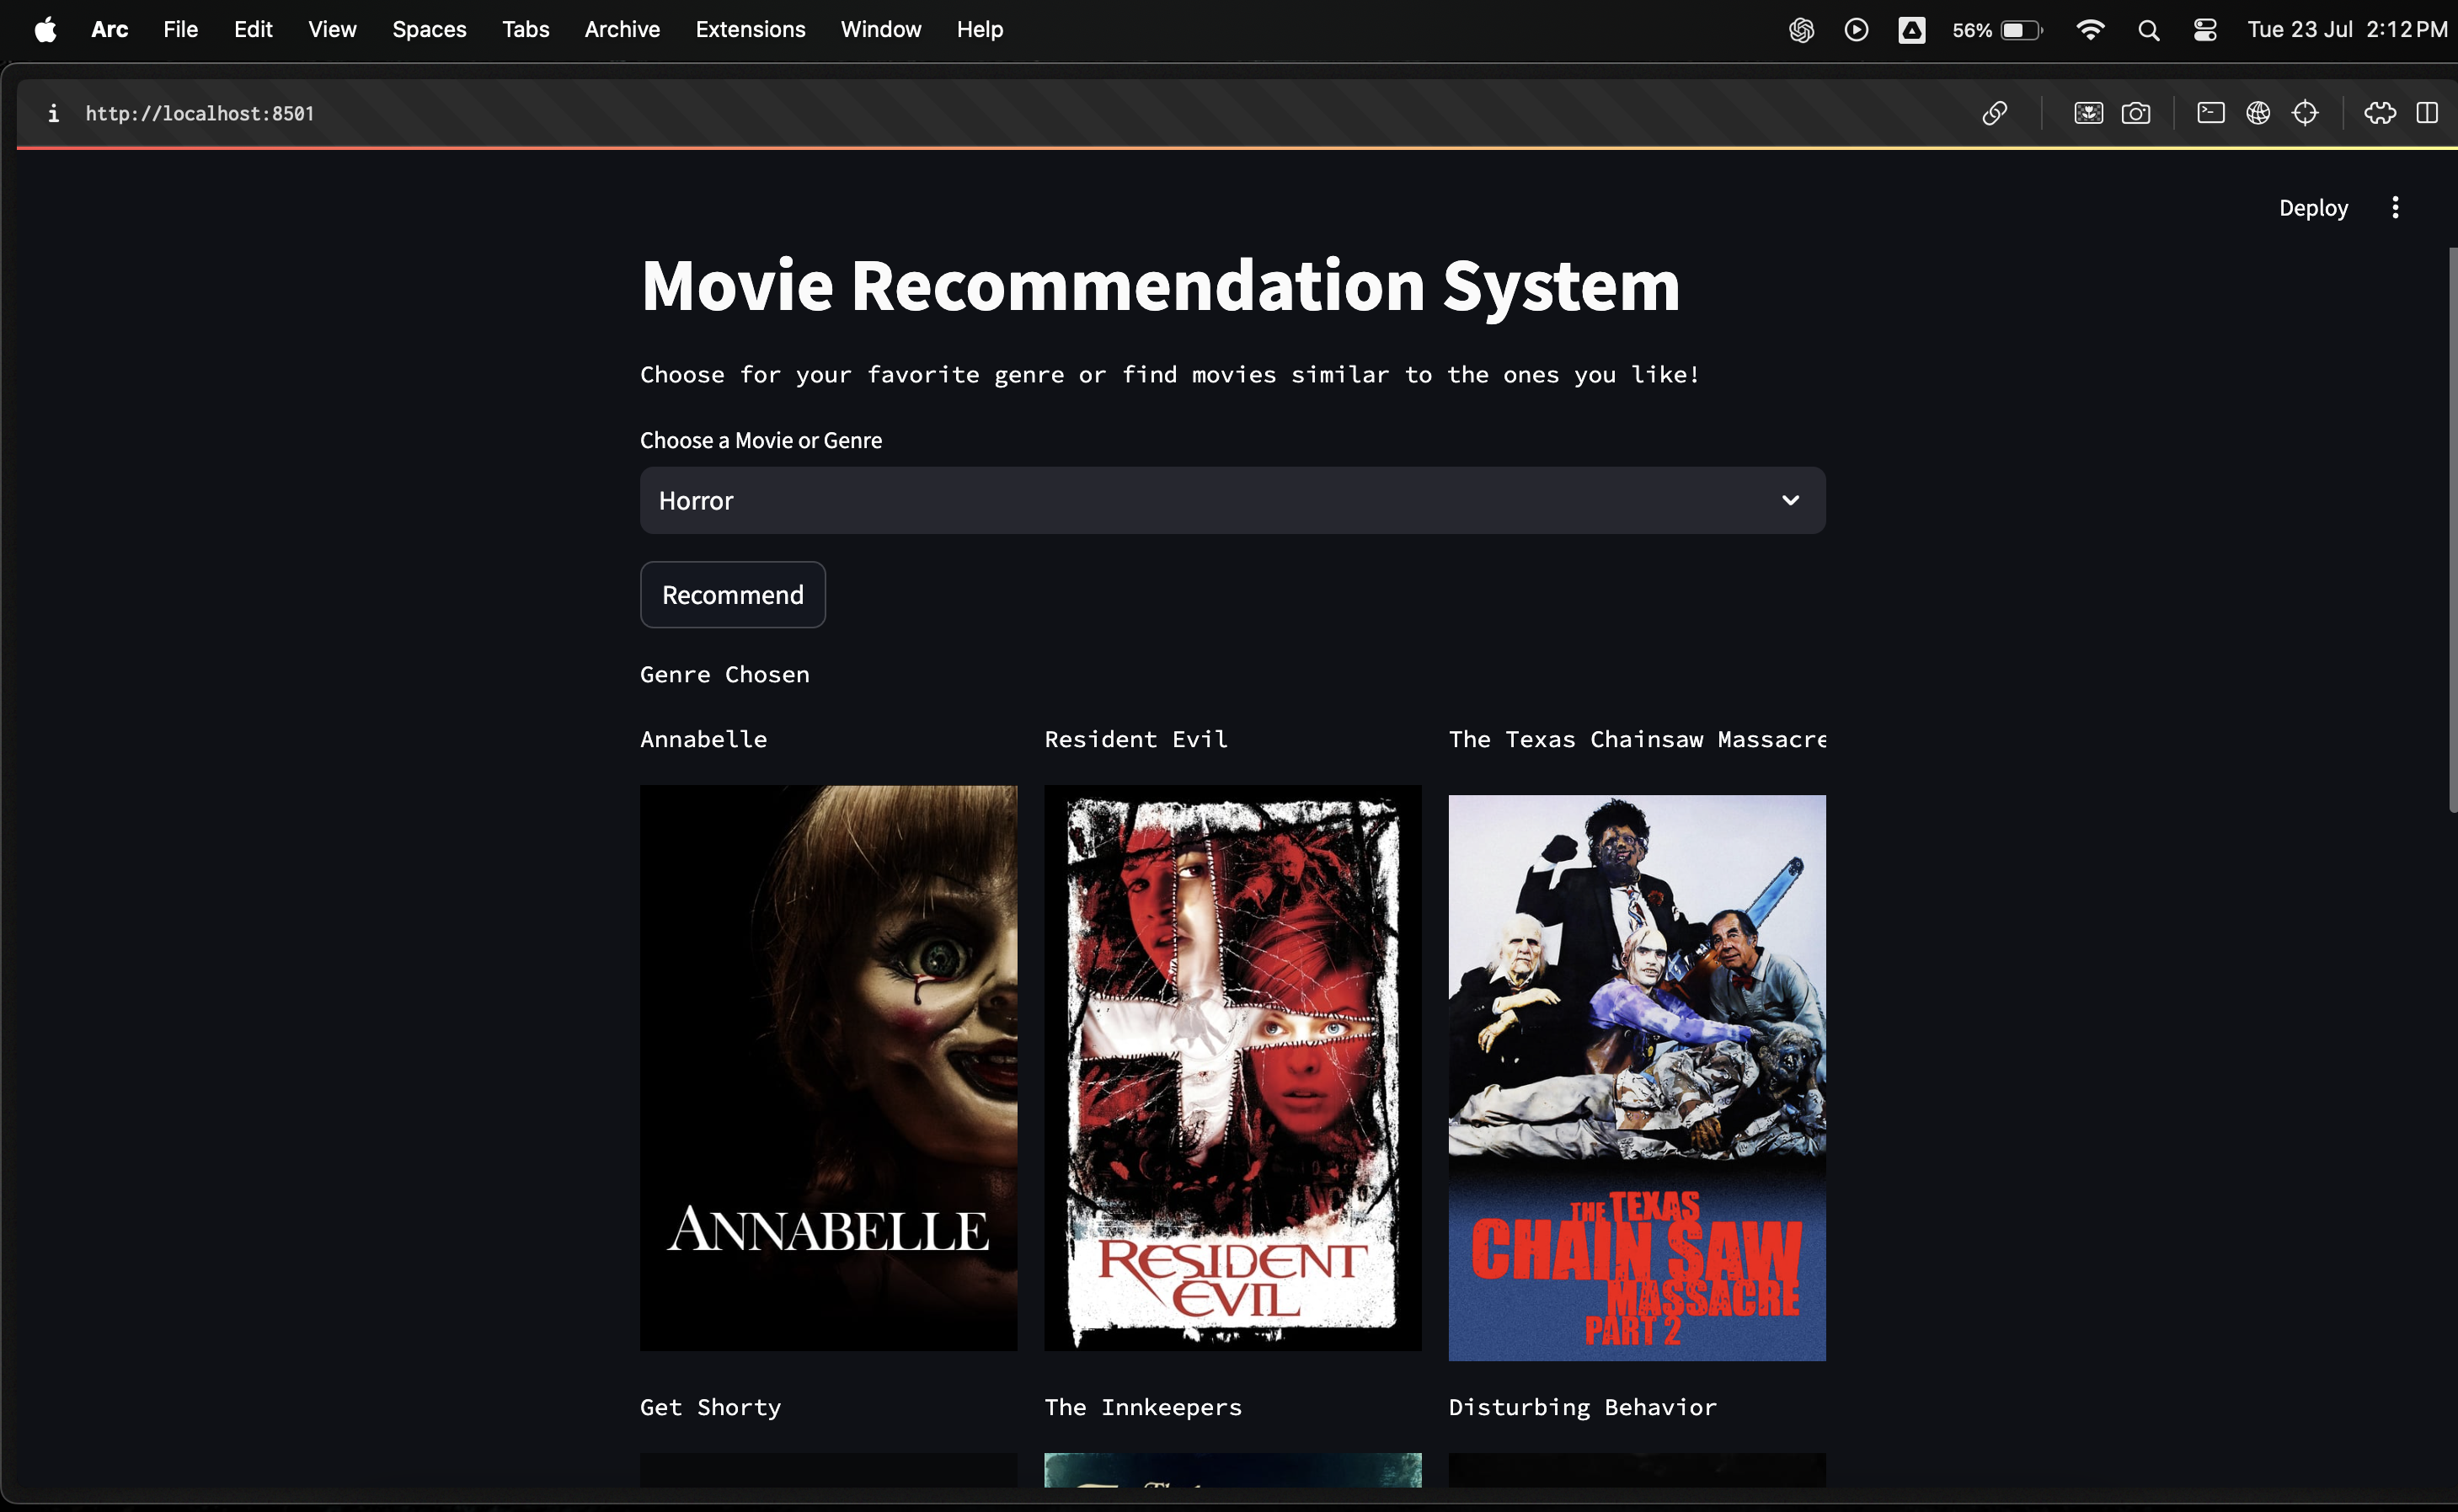 Arc File Edit View Spaces Tabs Archive Extensions Window Help 56% Tue 23 Jul 2:12 PM
http://localhost:8501
Deploy
Movie Recommendation System
Choose for your favorite genre or find movies similar to the ones you like!
Choose a Movie or Genre
Horror
Recommend
Genre Chosen
Annabelle Resident Evil The Texas Chainsaw Massacre
ANNABELLE
RESIDENT
EVIL
THE TEXAS
CHAIN SAW
MASSACRE
PART 2
Get Shorty The Innkeepers Disturbing Behavior